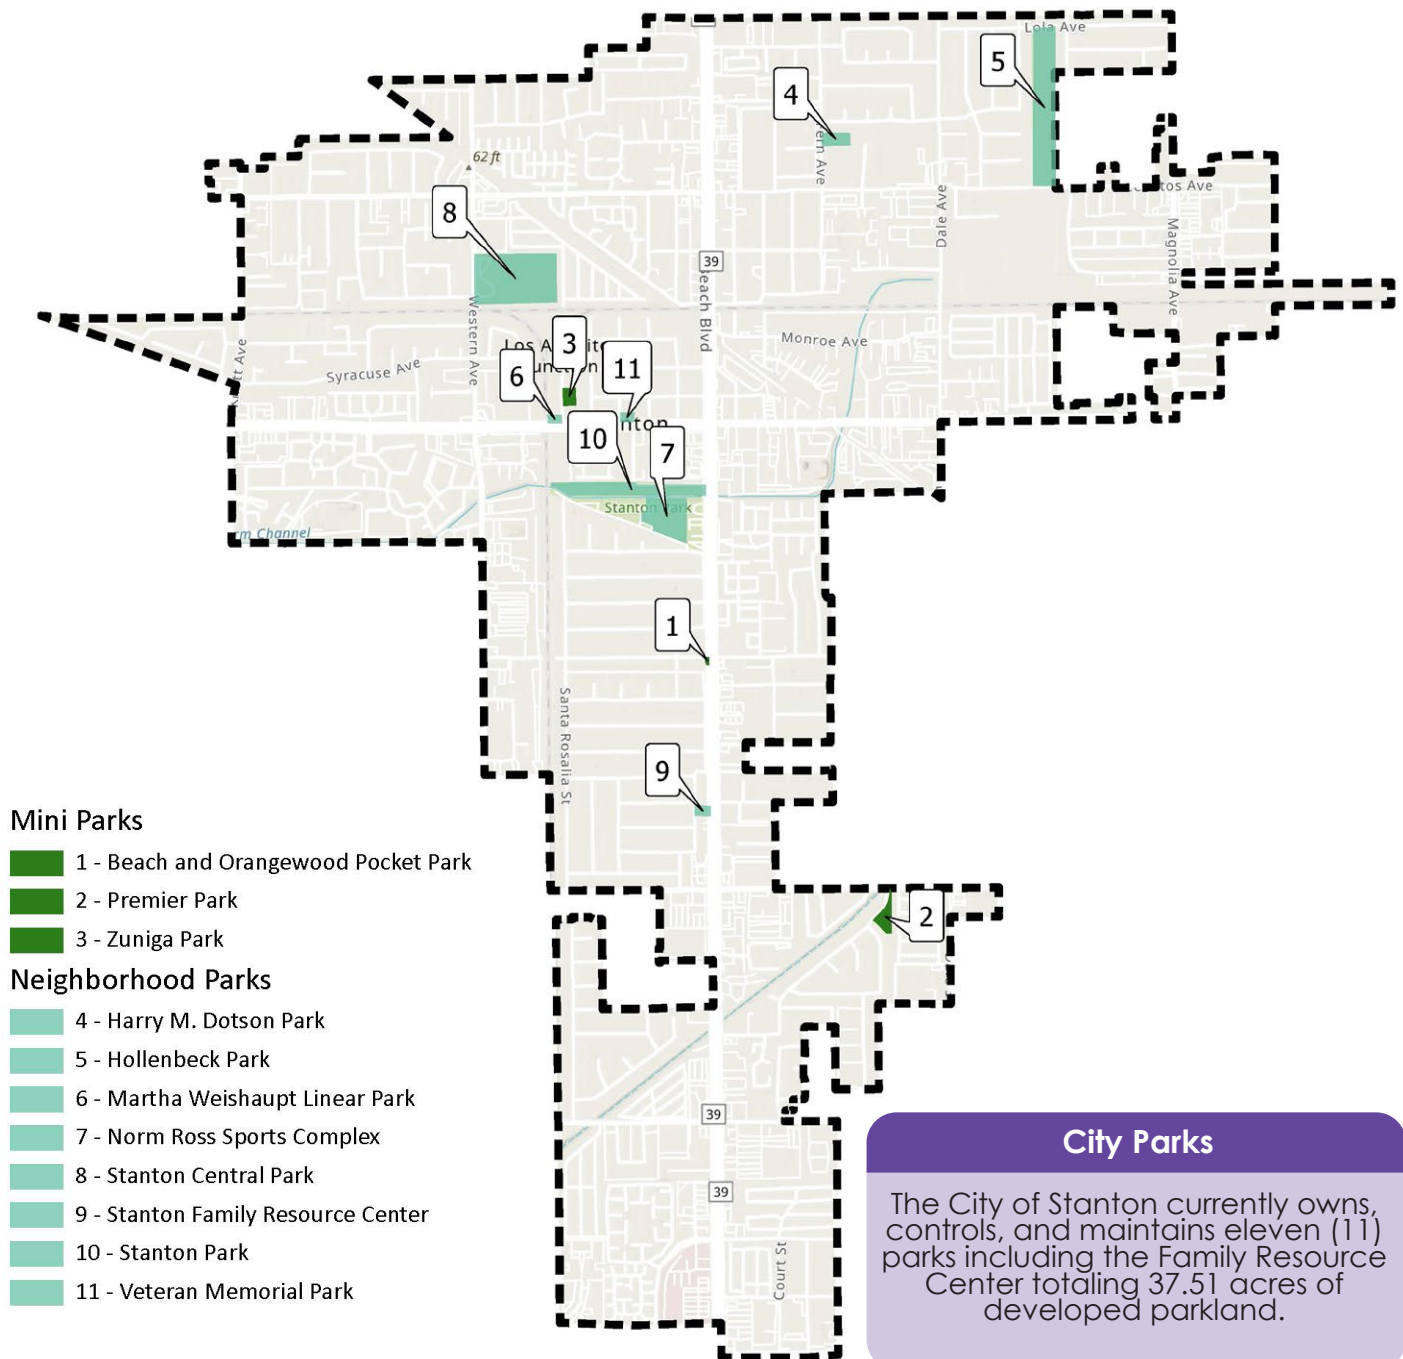 Lola Ave
5
4
62 ft
8
Dale Ave
Magnolia Ave
39
Beach Blvd
Western Ave
Monroe Ave
3
11
6
Syracuse Ave
10
7
Stanton Park
1
Santa Rosalia St
9
2
39
39
Court St
Mini Parks
1 - Beach and Orangewood Pocket Park
2 - Premier Park
3 - Zuniga Park
Neighborhood Parks
4 - Harry M. Dotson Park
5 - Hollenbeck Park
6 - Martha Weishaupt Linear Park
7 - Norm Ross Sports Complex
8 - Stanton Central Park
9 - Stanton Family Resource Center
10 - Stanton Park
11 - Veteran Memorial Park
City Parks
The City of Stanton currently owns,
controls, and maintains eleven (11)
parks including the Family Resource
Center totaling 37.51 acres of
developed parkland.